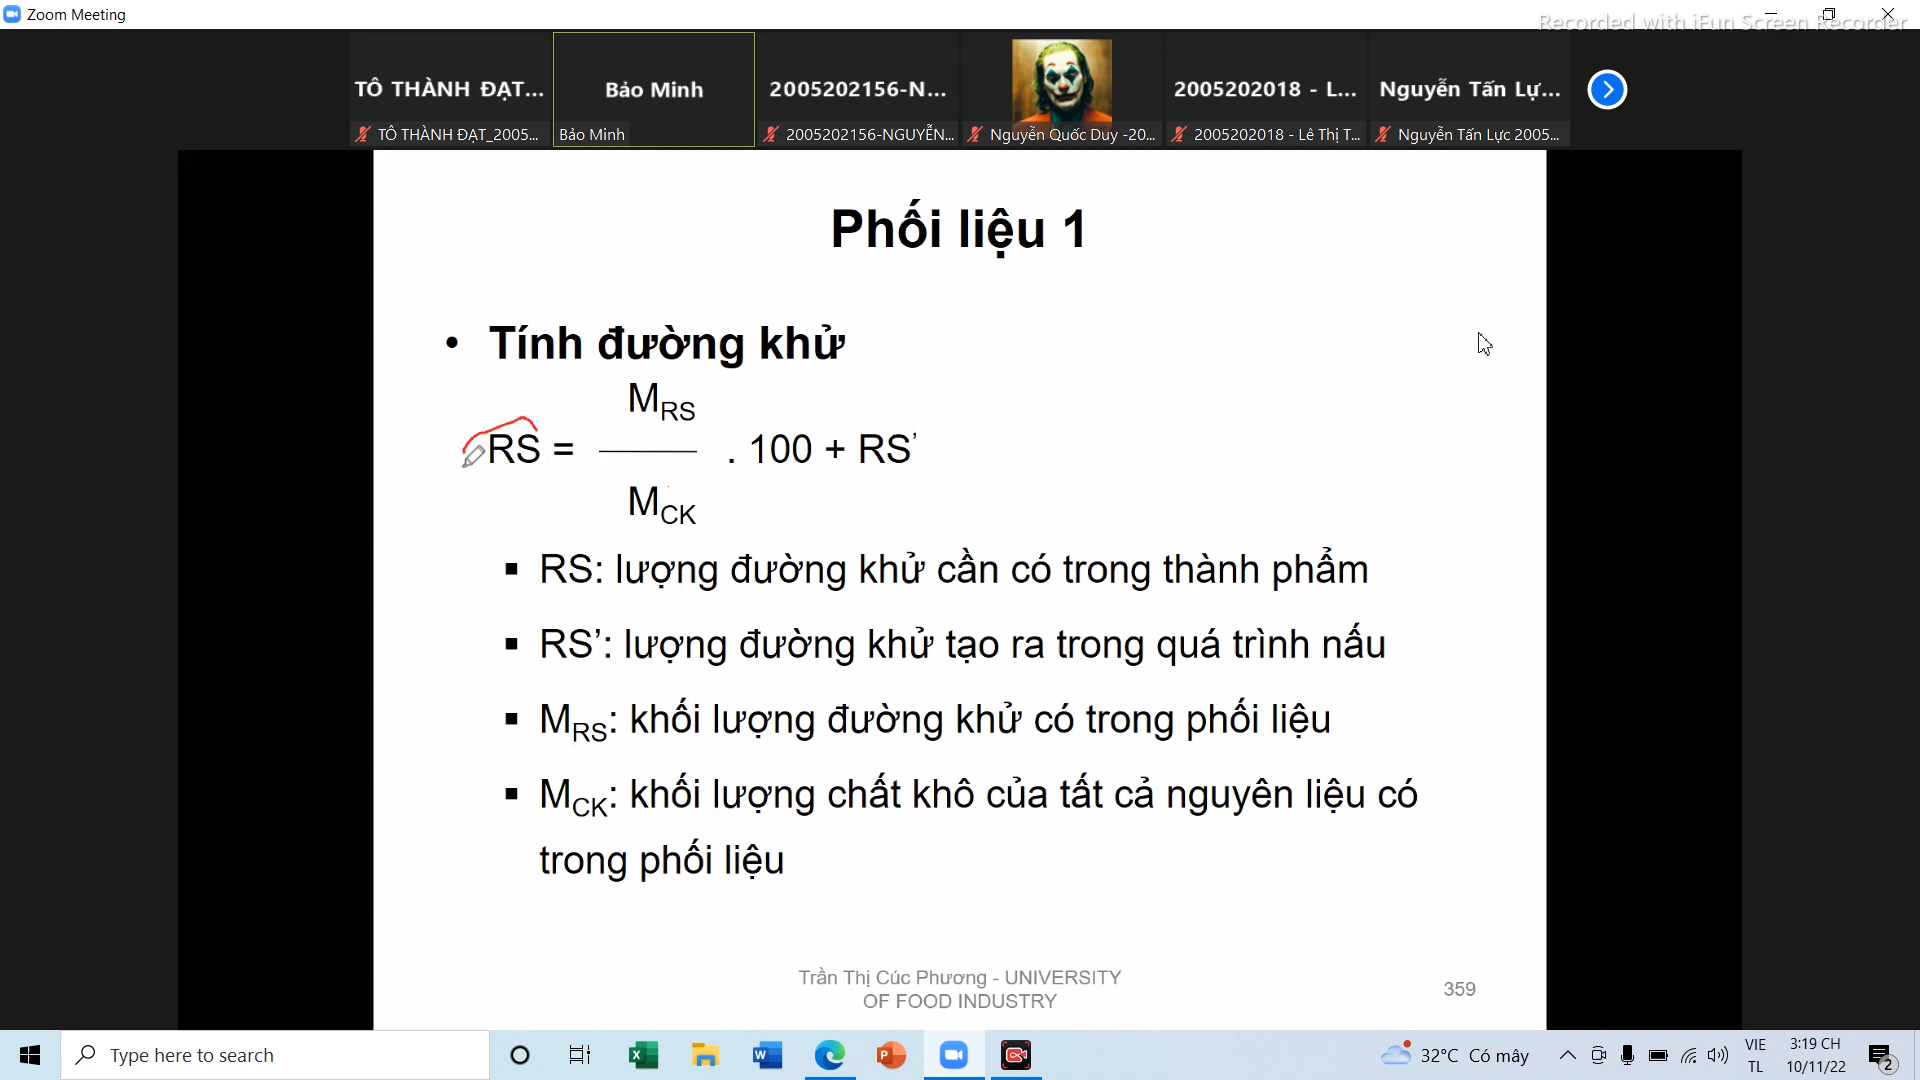 Zoom Meeting
Recorded with iFun Screen Recorder
TÔ THÀNH ĐẠT...
Bảo Minh
2005202156-N...
2005202018 - L...
Nguyễn Tấn Lự...
TÔ THÀNH ĐẠT_2005...
Bảo Minh
2005202156-NGUYỄN...
Nguyễn Quốc Duy -20...
2005202018 - Lê Thị T...
Nguyễn Tấn Lực 2005...
Phối liệu 1
• Tính đường khử
M_RS
RS = ——— . 100 + RS’
M_CK
▪ RS: lượng đường khử cần có trong thành phẩm
▪ RS’: lượng đường khử tạo ra trong quá trình nấu
▪ M_RS: khối lượng đường khử có trong phối liệu
▪ M_CK: khối lượng chất khô của tất cả nguyên liệu có
trong phối liệu
Trần Thị Cúc Phương - UNIVERSITY
OF FOOD INDUSTRY
359
Type here to search
32°C Có mây
VIE
TL
3:19 CH
10/11/22
2